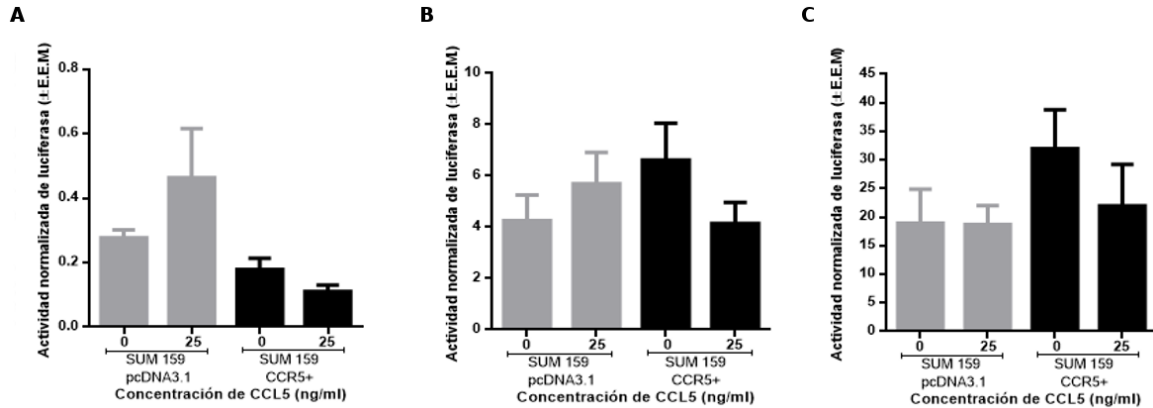 A
Actividad normalizada de luciferasa (±E.E.M)
0.8
0.6
0.4
0.2
0.0
0 25 0 25
SUM 159 SUM 159
pcDNA3.1 CCR5+
Concentración de CCL5 (ng/ml)
B
Actividad normalizada de luciferasa (±E.E.M)
10
8
6
4
2
0
0 25 0 25
SUM 159 SUM 159
pcDNA3.1 CCR5+
Concentración de CCL5 (ng/ml)
C
Actividad normalizada de luciferasa (±E.E.M)
45
40
35
30
25
20
15
10
5
0
0 25 0 25
SUM 159 SUM 159
pcDNA3.1 CCR5+
Concentración de CCL5 (ng/ml)